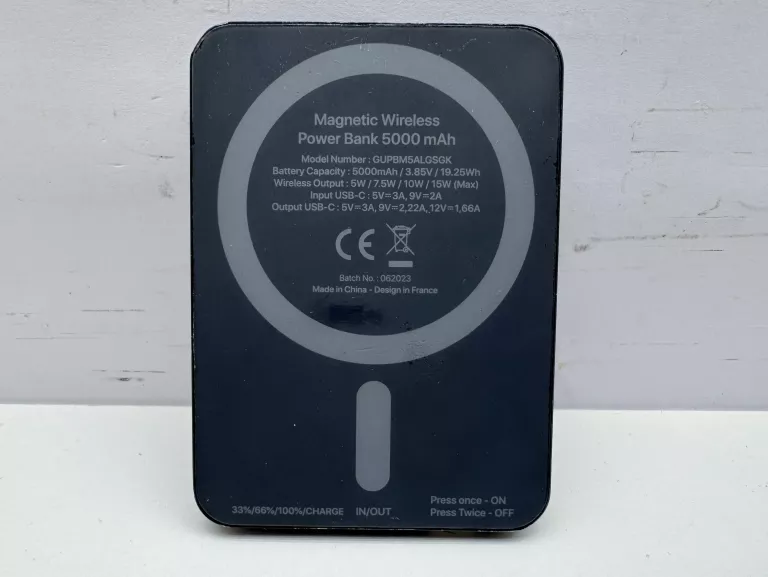 Magnetic Wireless
Power Bank 5000 mAh
Model Number : GUPBM5ALGSGK
Battery Capacity : 5000mAh / 3.85V / 19.25Wh
Wireless Output : 5W / 7.5W / 10W / 15W (Max)
Input USB-C : 5V⎓3A, 9V⎓2A
Output USB-C : 5V⎓3A, 9V⎓2,22A, 12V⎓1,66A
CE
Batch No. : 062023
Made in China - Design in France
33%/66%/100%/CHARGE IN/OUT
Press once - ON
Press Twice - OFF